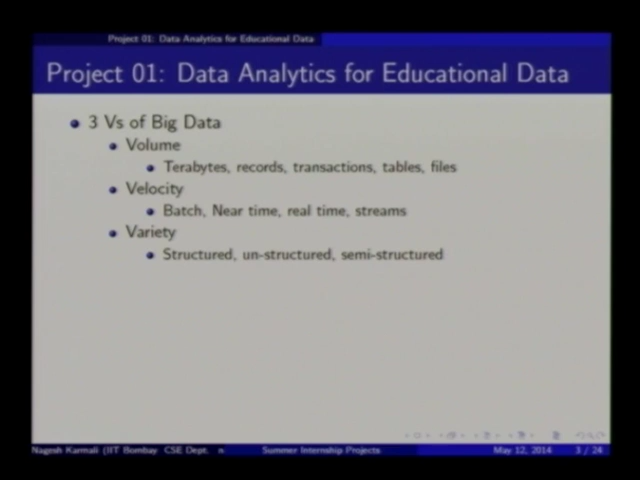 Project 01: Data Analytics for Educational Data
Project 01: Data Analytics for Educational Data
3 Vs of Big Data
Volume
Terabytes, records, transactions, tables, files
Velocity
Batch, Near time, real time, streams
Variety
Structured, un-structured, semi-structured
Nagesh Karmali (IIT Bombay CSE Dept. n Summer Internship Projects May 12, 2014 3 / 24